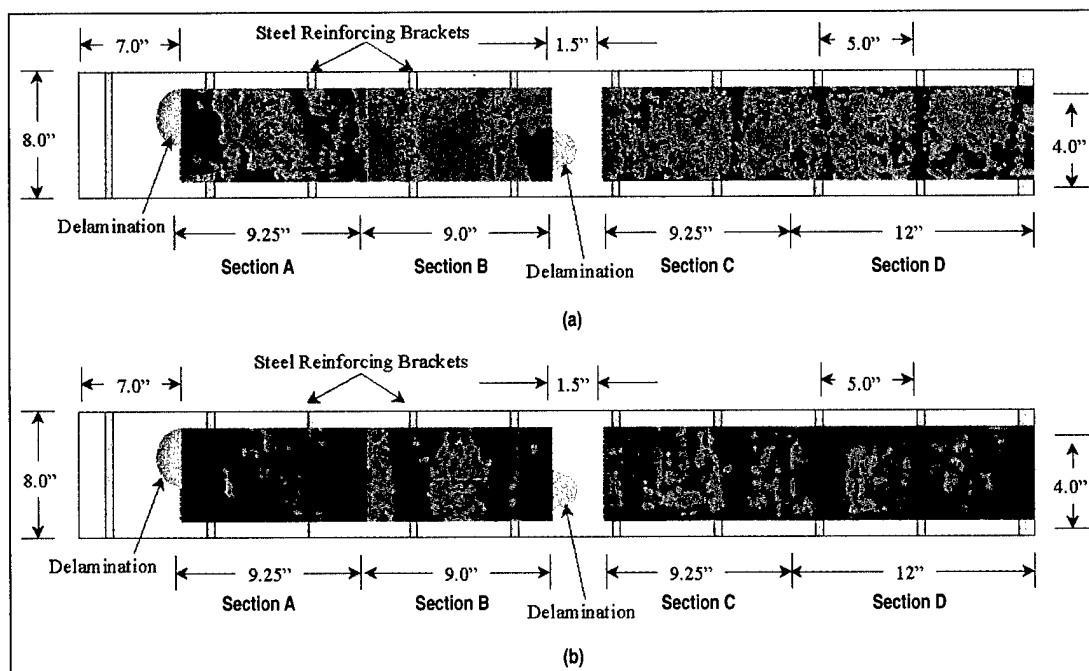 Steel Reinforcing Brackets
7.0”
1.5”
5.0”
8.0”
4.0”
Delamination
9.25”
9.0”
9.25”
12”
Section A
Section B
Delamination
Section C
Section D
(a)
Steel Reinforcing Brackets
7.0”
1.5”
5.0”
8.0”
4.0”
Delamination
9.25”
9.0”
9.25”
12”
Section A
Section B
Delamination
Section C
Section D
(b)